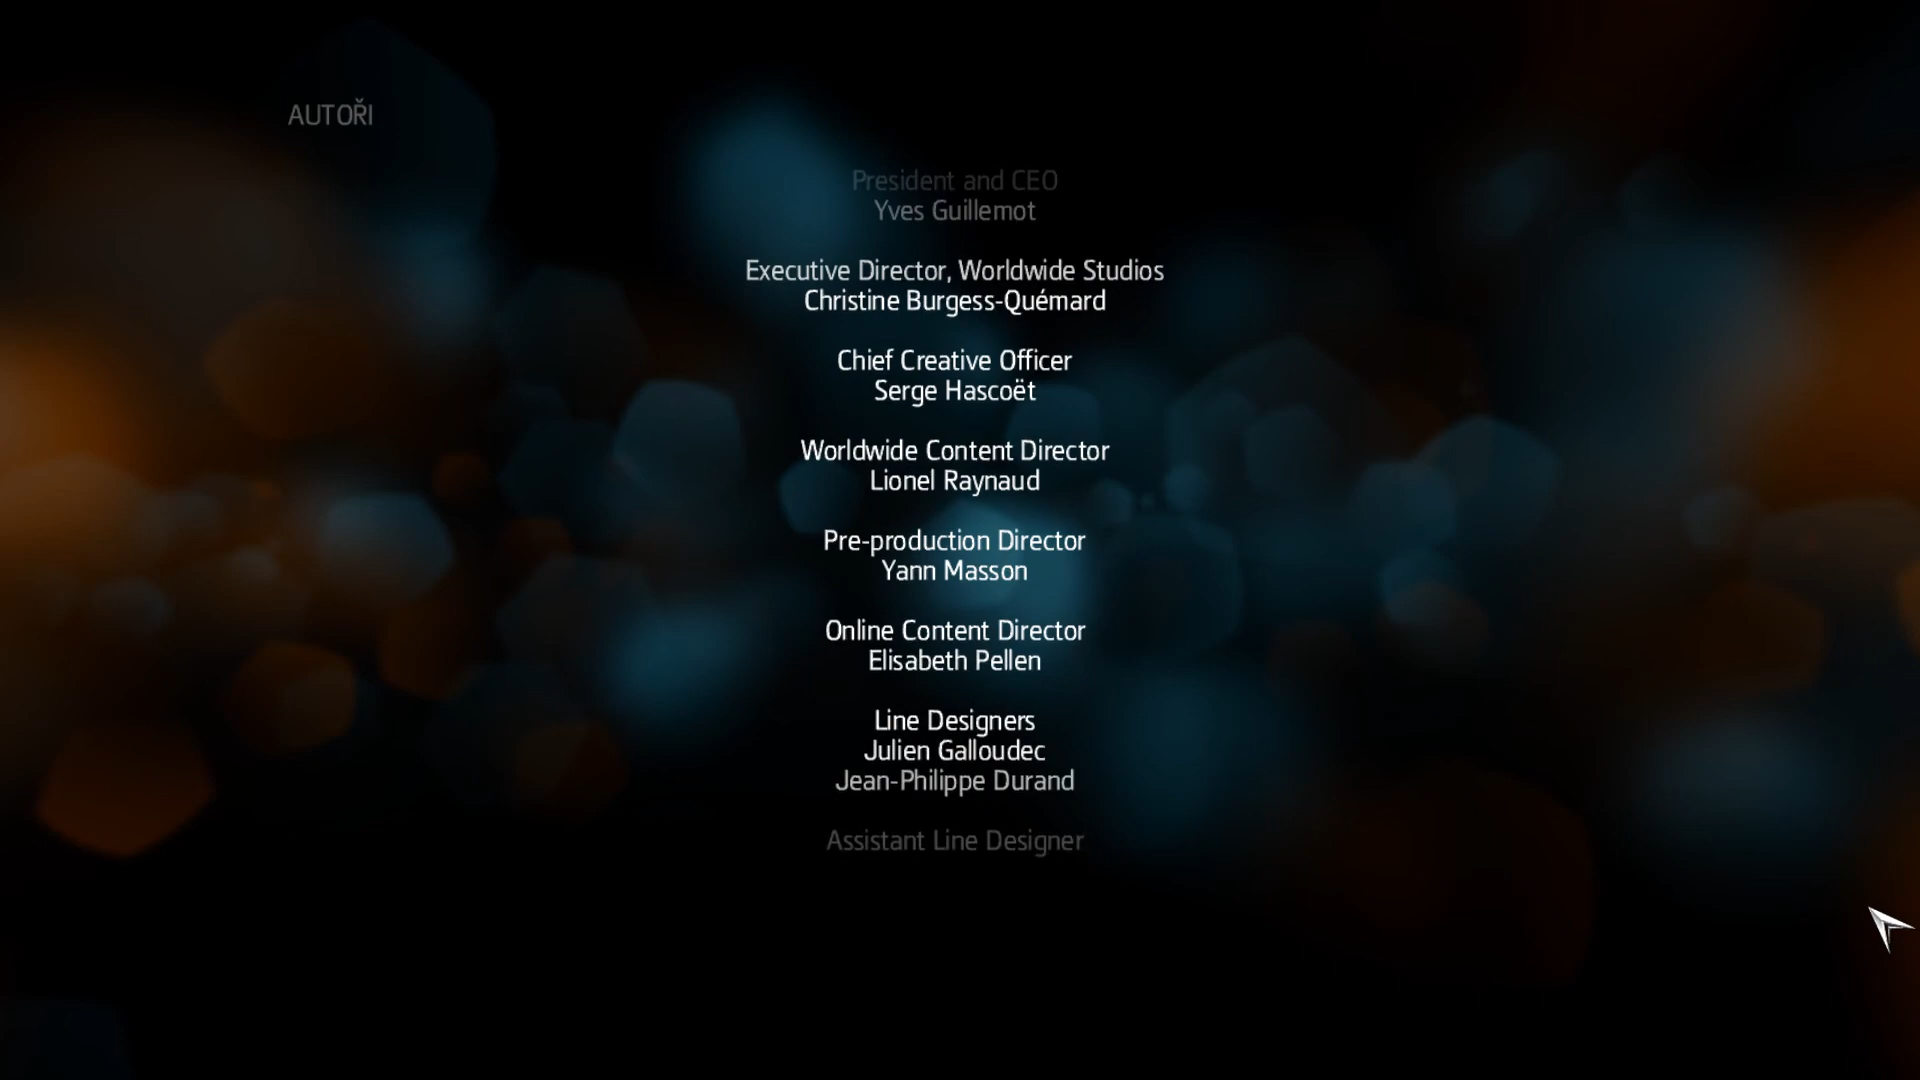 AUTOŘI
President and CEO
Yves Guillemot
Executive Director, Worldwide Studios
Christine Burgess-Quémard
Chief Creative Officer
Serge Hascoët
Worldwide Content Director
Lionel Raynaud
Pre-production Director
Yann Masson
Online Content Director
Elisabeth Pellen
Line Designers
Julien Galloudec
Jean-Philippe Durand
Assistant Line Designer